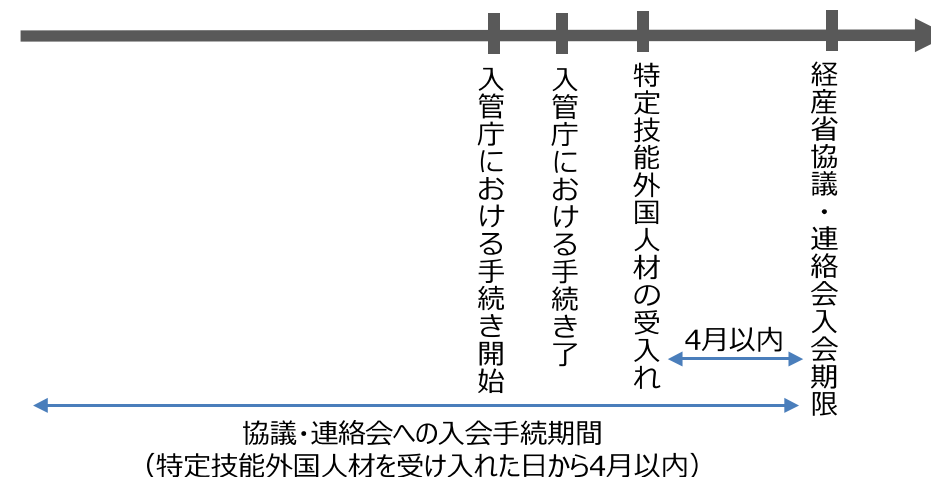 入管庁における手続き開始
入管庁における手続き了
特定技能外国人材の受入れ
経産省協議・連絡会入会期限
4月以内
協議・連絡会への入会手続期間
（特定技能外国人材を受け入れた日から4月以内）